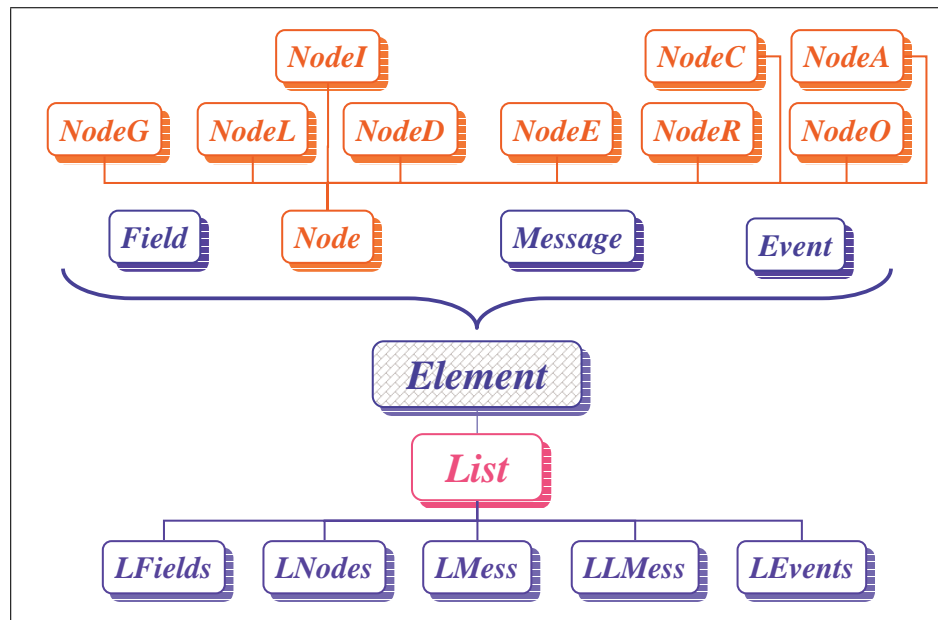 NodeI
NodeC
NodeA
NodeG
NodeL
NodeD
NodeE
NodeR
NodeO
Field
Node
Message
Event
Element
List
LFields
LNodes
LMess
LLMess
LEvents